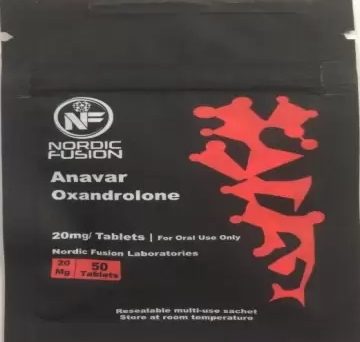 NF
NORDIC
FUSION
Anavar
Oxandrolone
20mg/ Tablets | For Oral Use Only
Nordic Fusion Laboratories
20 Mg 50 Tablets
Resealable multi-use sachet
Store at room temperature